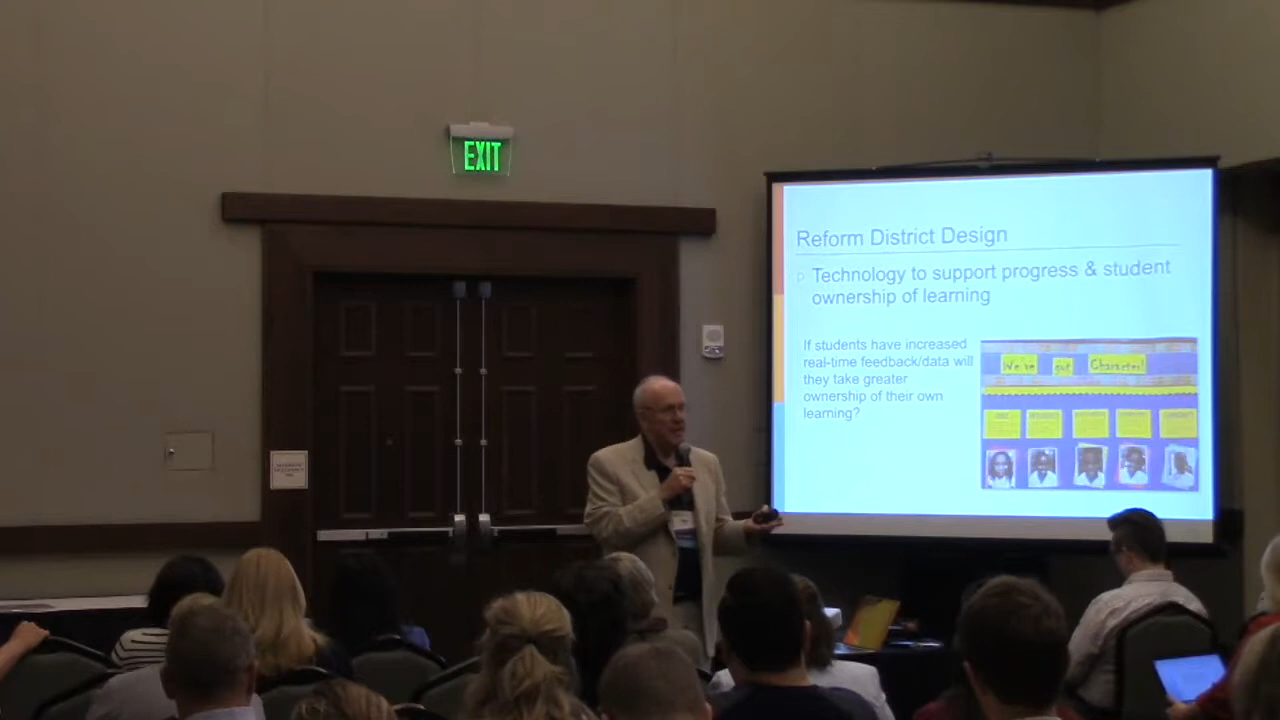 EXIT
Reform District Design
Technology to support progress & student
ownership of learning
If students have increased
real-time feedback/data will
they take greater
ownership of their own
learning?
We've got Character!